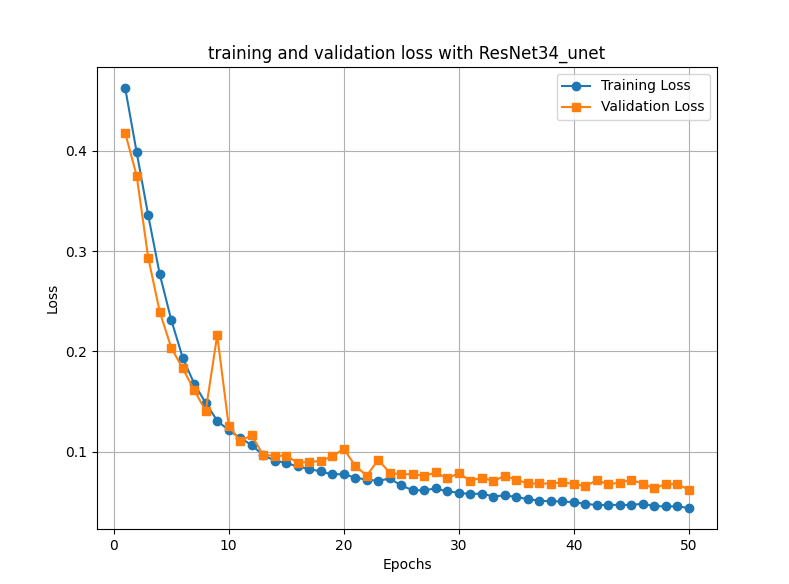 training and validation loss with ResNet34_unet
Training Loss
Validation Loss
0.4
0.3
0.2
0.1
Loss
0
10
20
30
40
50
Epochs